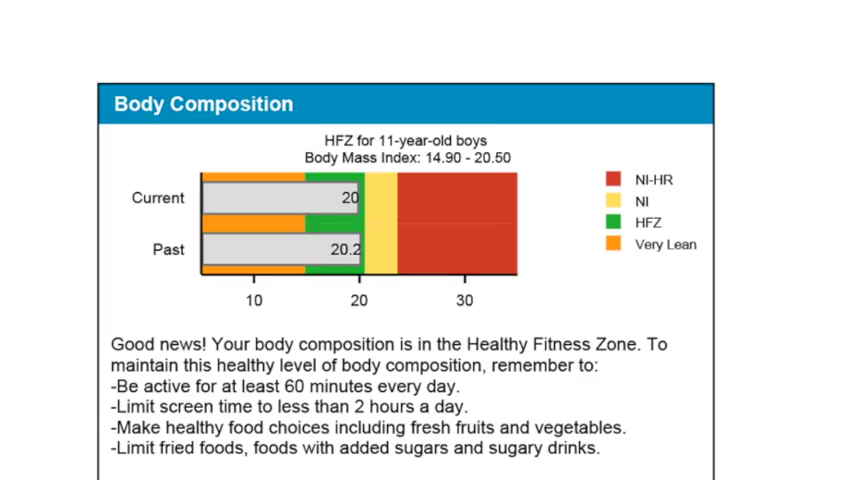 Body Composition
HFZ for 11-year-old boys
Body Mass Index: 14.90 - 20.50
Current
20
Past
20.2
10
20
30
NI-HR
NI
HFZ
Very Lean
Good news! Your body composition is in the Healthy Fitness Zone. To
maintain this healthy level of body composition, remember to:
-Be active for at least 60 minutes every day.
-Limit screen time to less than 2 hours a day.
-Make healthy food choices including fresh fruits and vegetables.
-Limit fried foods, foods with added sugars and sugary drinks.